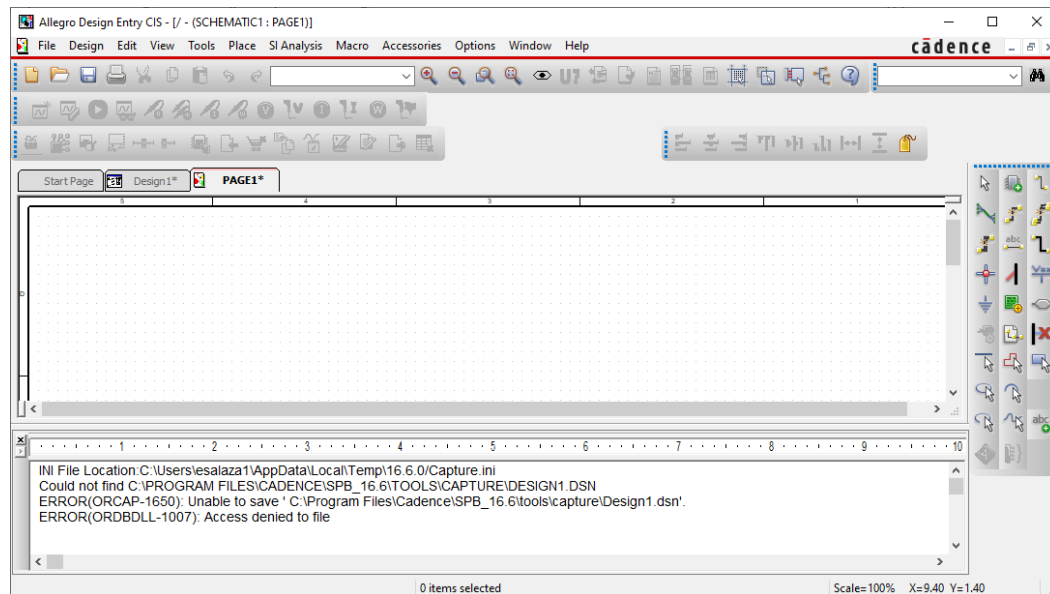 Allegro Design Entry CIS - [/ - (SCHEMATIC1 : PAGE1)]
File Design Edit View Tools Place SI Analysis Macro Accessories Options Window Help
cādence
U?
Start Page Design1* PAGE1*
5 4 3 2 1
abc
Vss
D
abc
1 2 3 4 5 6 7 8 9 10
INI File Location:C:\Users\esalaza1\AppData\Local\Temp\16.6.0/Capture.ini
Could not find C:\PROGRAM FILES\CADENCE\SPB_16.6\TOOLS\CAPTURE\DESIGN1.DSN
ERROR(ORCAP-1650): Unable to save ' C:\Program Files\Cadence\SPB_16.6\tools\capture\Design1.dsn'.
ERROR(ORDBDLL-1007): Access denied to file
0 items selected Scale=100% X=9.40 Y=1.40